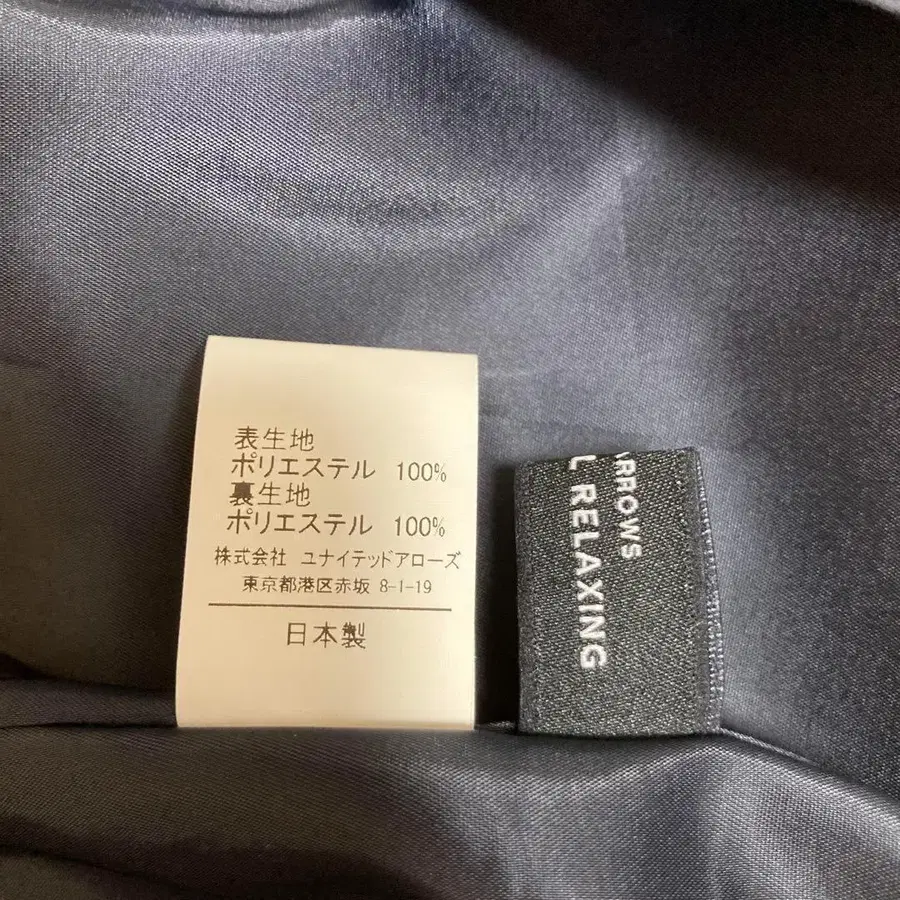 表生地
ポリエステル 100%
裏生地
ポリエステル 100%
株式会社 ユナイテッドアローズ
東京都港区赤坂 8-1-19
日本製
RROWS
L RELAXING